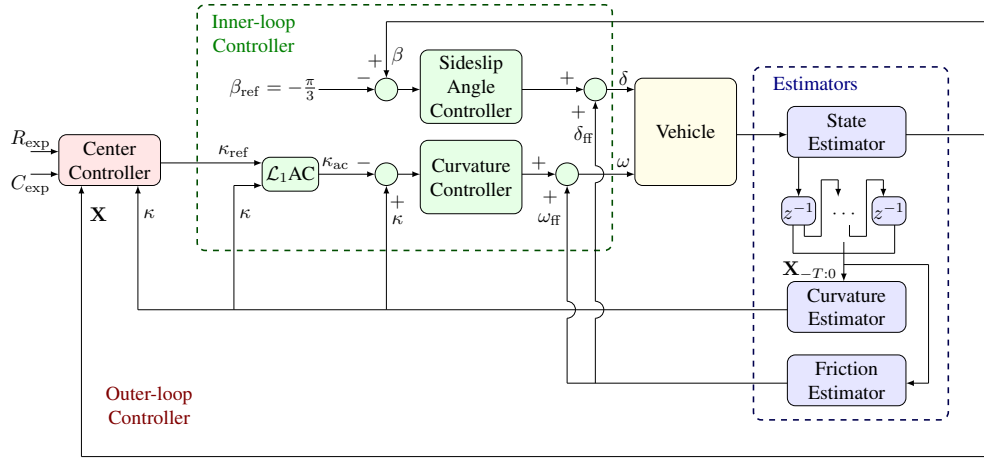 Inner-loop
Controller
+
β
β_ref = −π/3
−
Sideslip
Angle
Controller
+
δ
+
δ_ff
Vehicle
Estimators
State
Estimator
R_exp
C_exp
Center
Controller
κ_ref
L₁AC
κ_ac
−
Curvature
Controller
+
ω
+
ω_ff
X
κ
κ
+
κ
z⁻¹
...
z⁻¹
X_−T:0
Curvature
Estimator
Friction
Estimator
Outer-loop
Controller